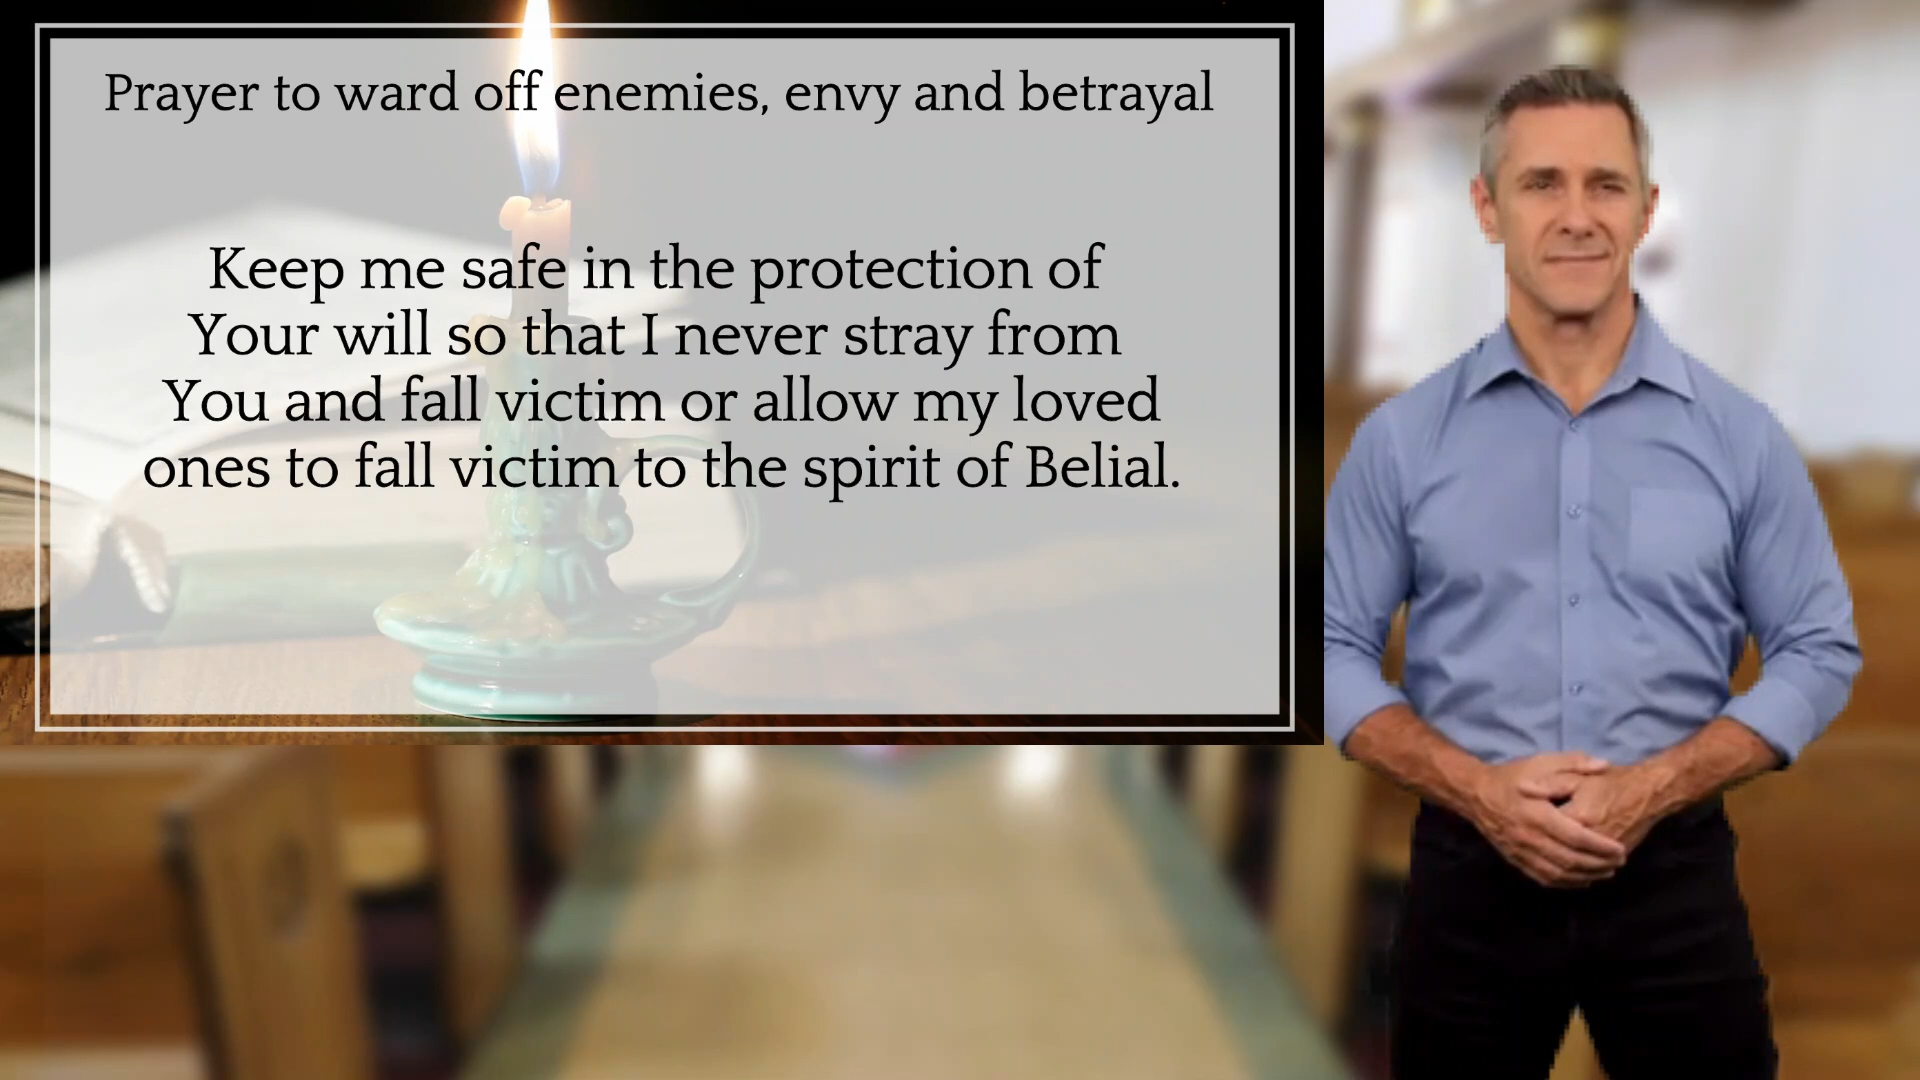 Prayer to ward off enemies, envy and betrayal
Keep me safe in the protection of
Your will so that I never stray from
You and fall victim or allow my loved
ones to fall victim to the spirit of Belial.